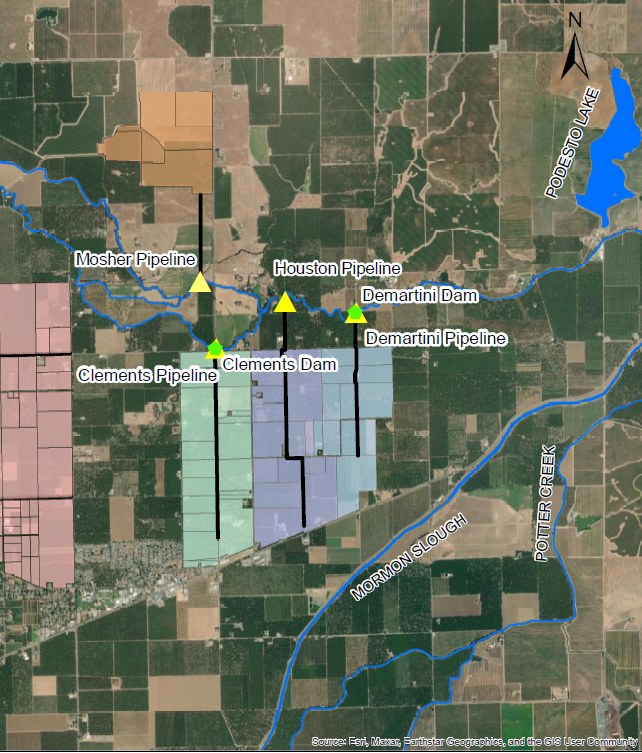 N
PODESTO LAKE
Mosher Pipeline
Houston Pipeline
Demartini Dam
Demartini Pipeline
Clements Dam
Clements Pipeline
POTTER CREEK
MORMON SLOUGH
Source: Esri, Maxar, Earthstar Geographics, and the GIS User Community